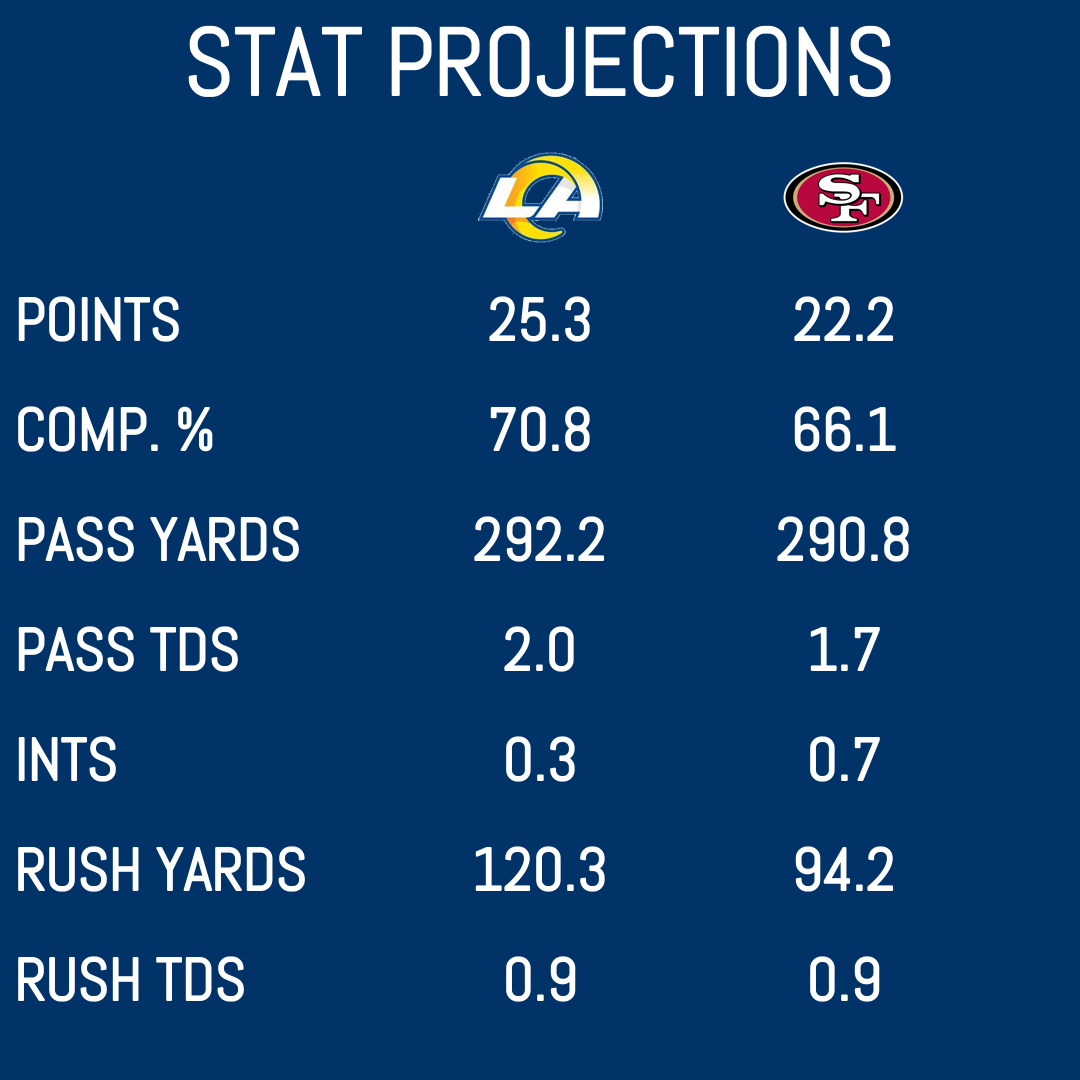 STAT PROJECTIONS
LA SF
POINTS 25.3 22.2
COMP. % 70.8 66.1
PASS YARDS 292.2 290.8
PASS TDS 2.0 1.7
INTS 0.3 0.7
RUSH YARDS 120.3 94.2
RUSH TDS 0.9 0.9